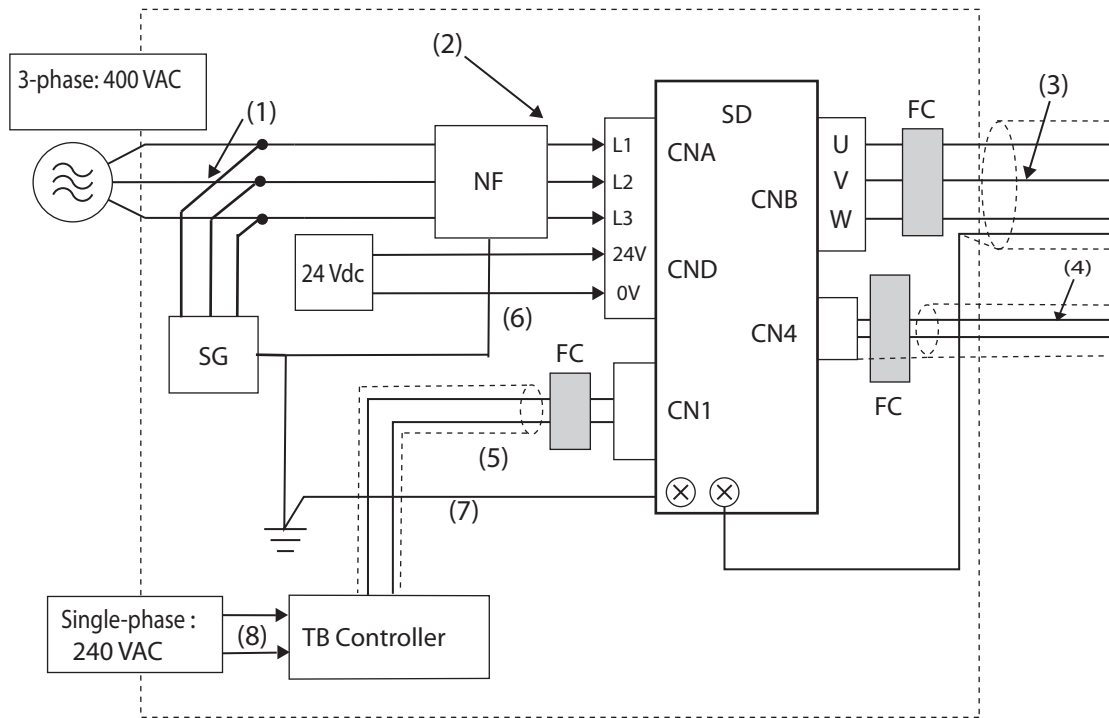 3-phase: 400 VAC
(1)
(2)
(3)
SD
FC
NF
L1
L2
L3
24V
0V
CNA
CNB
CND
U
V
W
24 Vdc
(4)
(6)
SG
CN4
FC
FC
CN1
(5)
(7)
Single-phase :
240 VAC
(8)
TB Controller